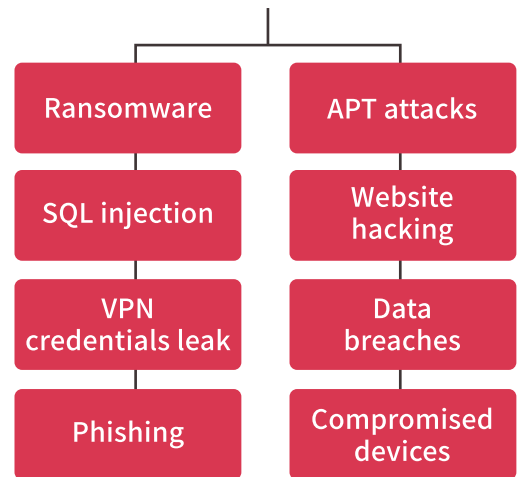 Ransomware
SQL injection
VPN
credentials leak
Phishing
APT attacks
Website
hacking
Data
breaches
Compromised
devices